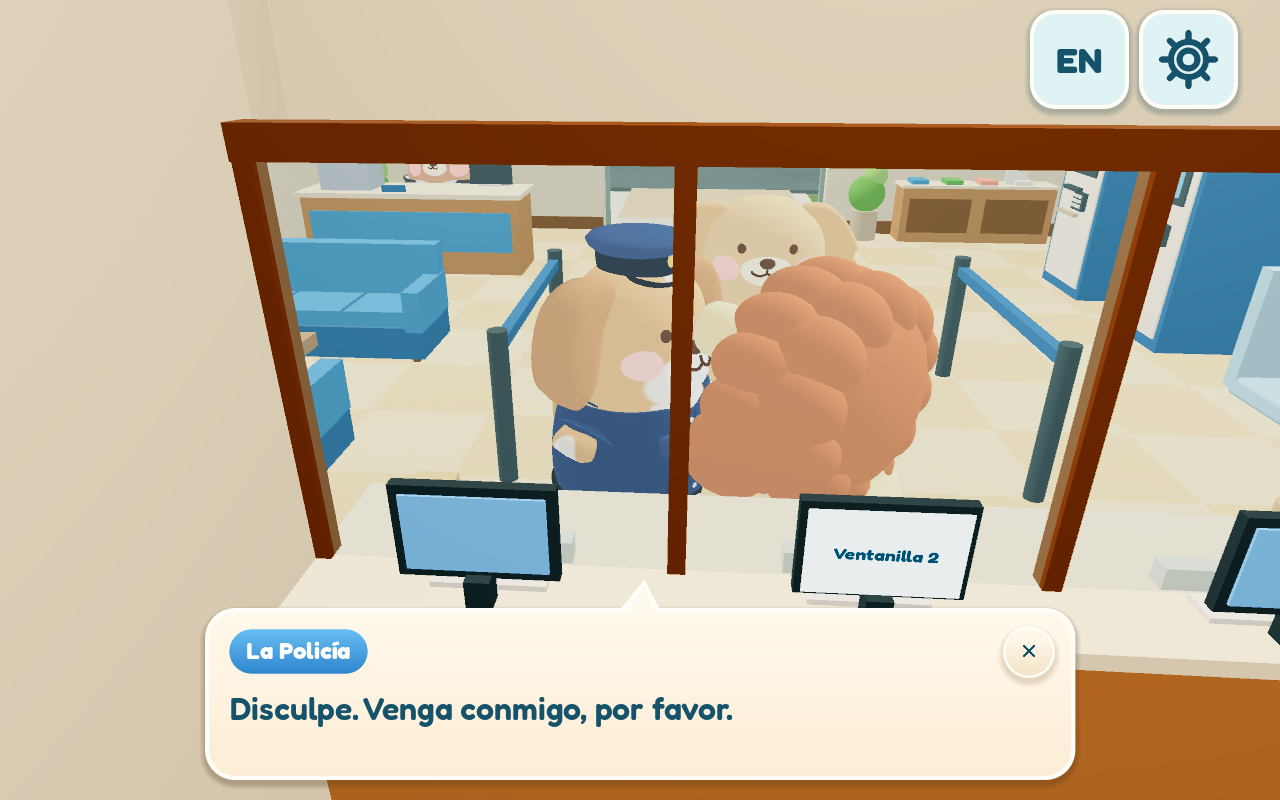 EN
Ventanilla 2
La Policía
Disculpe. Venga conmigo, por favor.